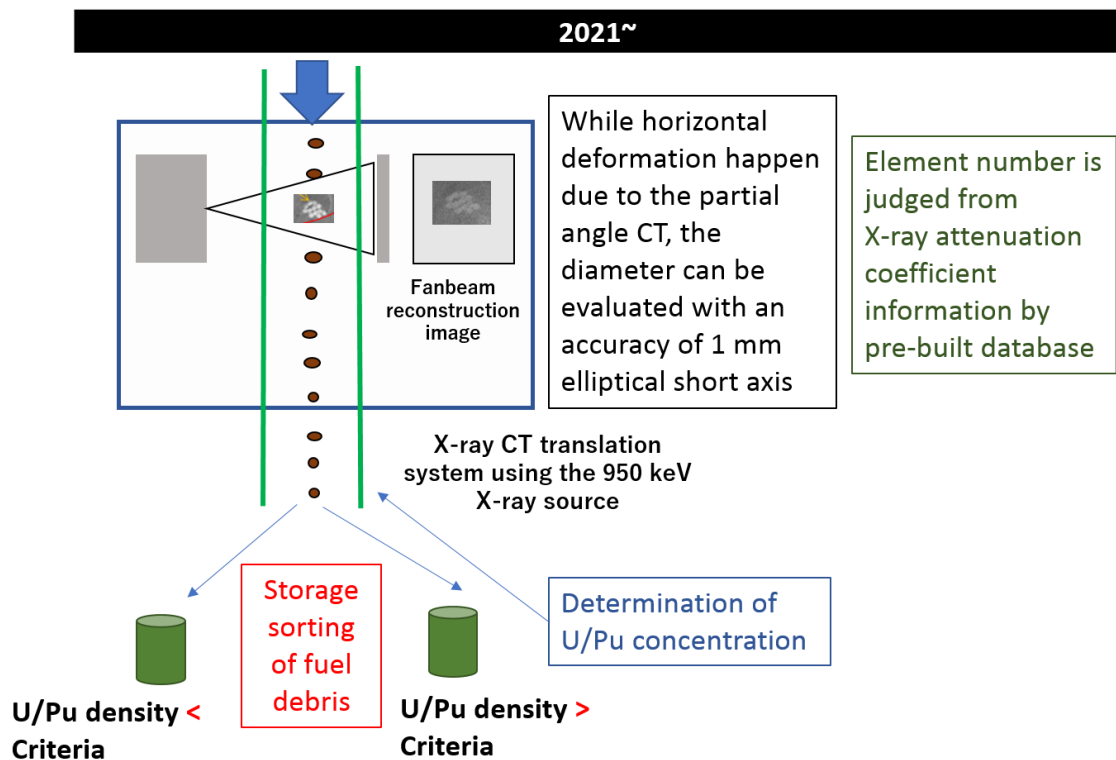 2021~
While horizontal
deformation happen
due to the partial
angle CT, the
diameter can be
evaluated with an
accuracy of 1 mm
elliptical short axis
Element number is
judged from
X-ray attenuation
coefficient
information by
pre-built database
Fanbeam
reconstruction
image
X-ray CT translation
system using the 950 keV
X-ray source
Storage
sorting
of fuel
debris
Determination of
U/Pu concentration
U/Pu density <
Criteria
U/Pu density >
Criteria